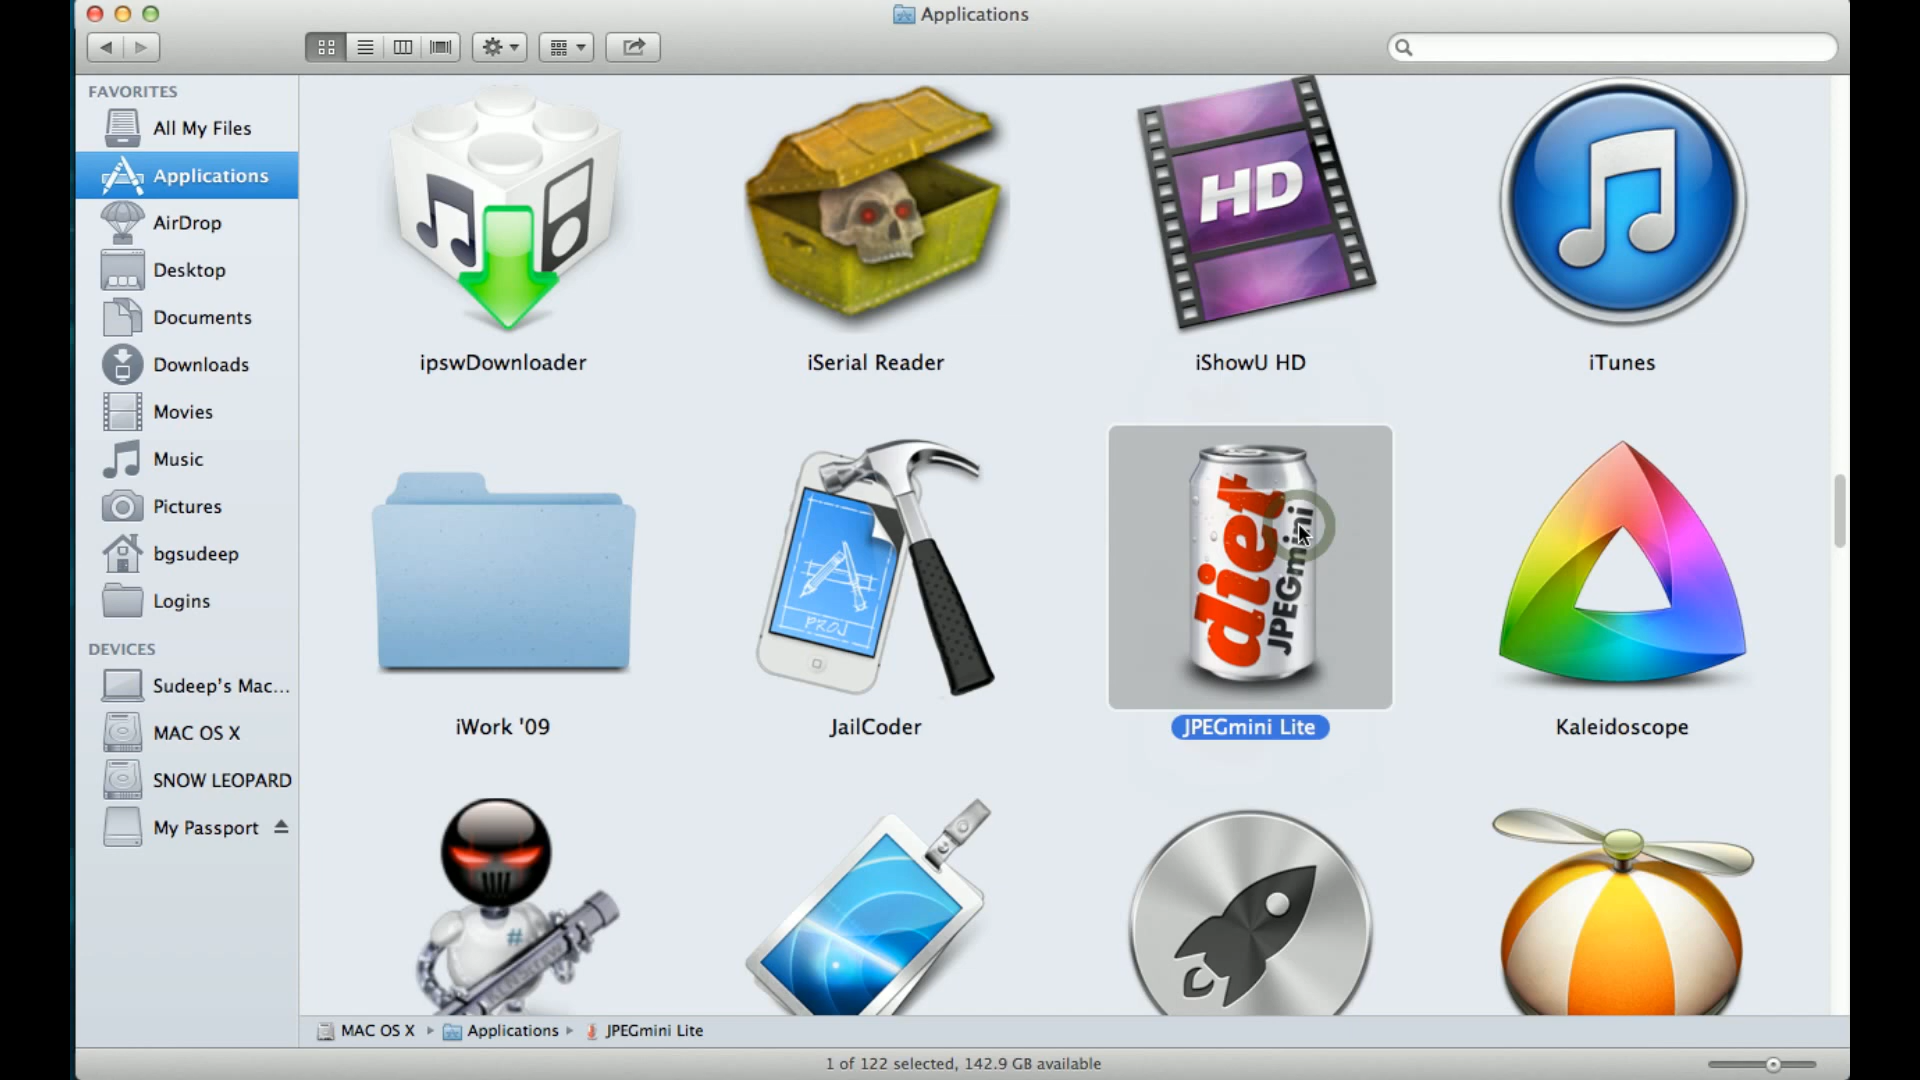 Applications
FAVORITES
All My Files
Applications
AirDrop
Desktop
Documents
Downloads
Movies
Music
Pictures
bgsudeep
Logins
DEVICES
Sudeep's Mac...
MAC OS X
SNOW LEOPARD
My Passport
HD
ipswDownloader
iSerial Reader
iShowU HD
iTunes
PROJ
diet
JPEGmini
iWork '09
JailCoder
JPEGmini Lite
Kaleidoscope
#
MAC OS X
Applications
JPEGmini Lite
1 of 122 selected, 142.9 GB available